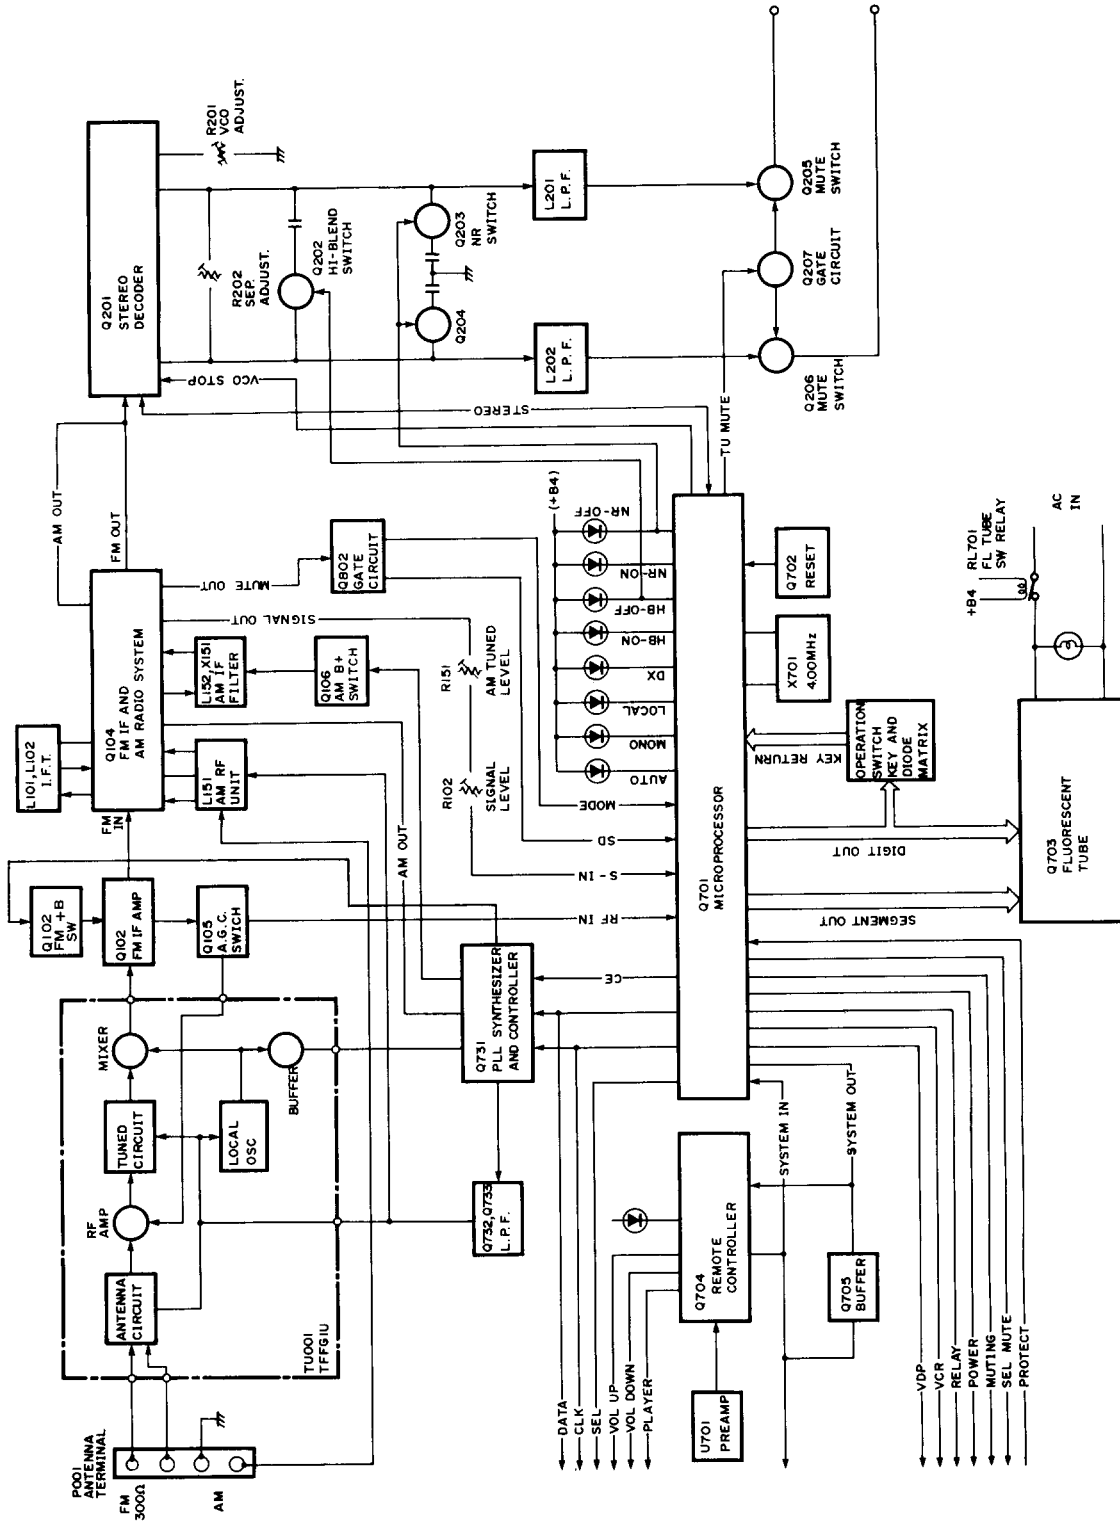 P001
ANTENNA
TERMINAL
FM
300Ω
AM
ANTENNA
CIRCUIT
RF
AMP
TUNED
CIRCUIT
MIXER
LOCAL
OSC
BUFFER
TU001
TFFG1U
Q102
FM +B
SW
Q102
FM IF AMP
Q105
A.G.C.
SWICH
FM
IN
L101, L102
I.F.T.
Q104
FM IF AND
AM RADIO SYSTEM
L151
AM RF
UNIT
L152, X151
AM IF
FILTER
Q106
AM B+
SWITCH
AM OUT
FM OUT
MUTE OUT
SIGNAL OUT
Q802
GATE
CIRCUIT
R151
AM TUNED
LEVEL
R102
SIGNAL
LEVEL
AM OUT
Q201
STEREO
DECODER
R201
VCO
ADJUST.
R202
SEP.
ADJUST.
Q202
HI-BLEND
SWITCH
Q203
NR
SWITCH
Q204
VCO STOP
STEREO
L201
L.P.F.
L202
L.P.F.
Q205
MUTE
SWITCH
Q207
GATE
CIRCUIT
Q206
MUTE
SWITCH
TU MUTE
Q732, Q733
L.P.F.
Q731
PLL SYNTHESIZER
AND CONTROLLER
CE
RF IN
S-IN
SD
MODE
AUTO
MONO
LOCAL
DX
HB-ON
HB-OFF
NR-ON
NR-OFF
(+B4)
Q701
MICROPROCESSOR
DATA
CLK
SEL
VOL UP
VOL DOWN
PLAYER
U701
PREAMP
Q704
REMOTE
CONTROLLER
Q705
BUFFER
SYSTEM IN
SYSTEM OUT
VDP
VCR
RELAY
POWER
MUTING
SEL MUTE
PROTECT
SEGMENT OUT
DIGIT OUT
KEY RETURN
OPERATION
SWITCH
KEY AND
DIODE
MATRIX
X701
4.00MHz
Q702
RESET
Q703
FLUORESCENT
TUBE
+B4
RL701
FL TUBE
SW RELAY
AC
IN